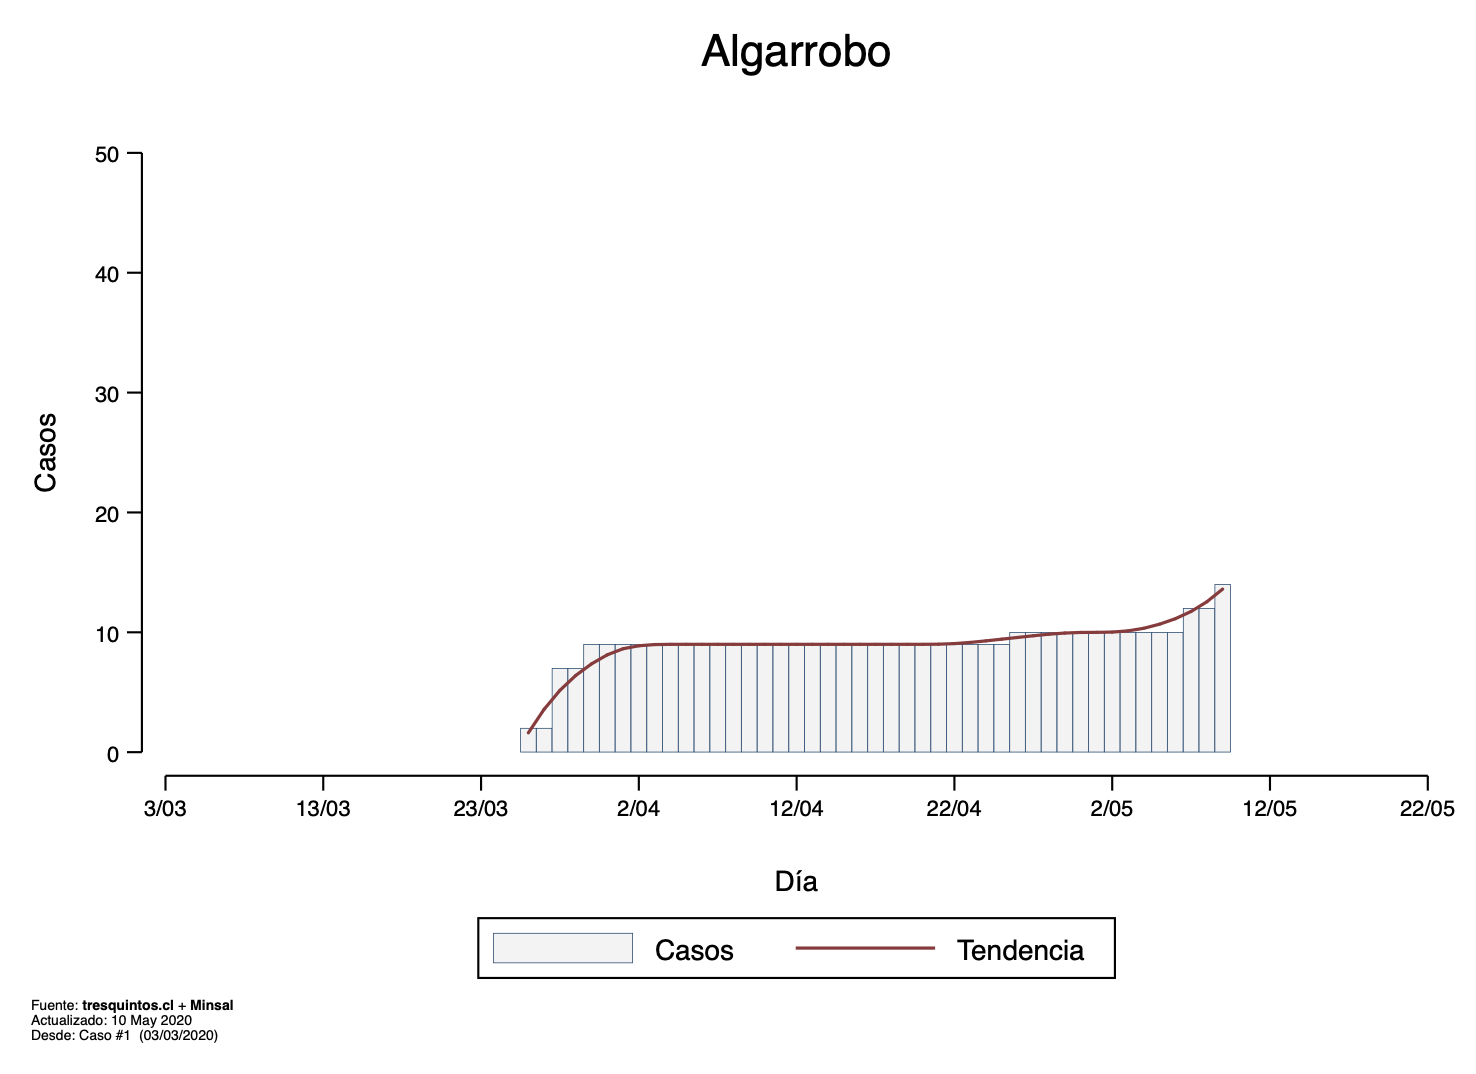 Algarrobo
50
40
30
20
10
0
Casos
3/03 13/03 23/03 2/04 12/04 22/04 2/05 12/05 22/05
Día
Casos Tendencia
Fuente: tresquintos.cl + Minsal
Actualizado: 10 May 2020
Desde: Caso #1 (03/03/2020)